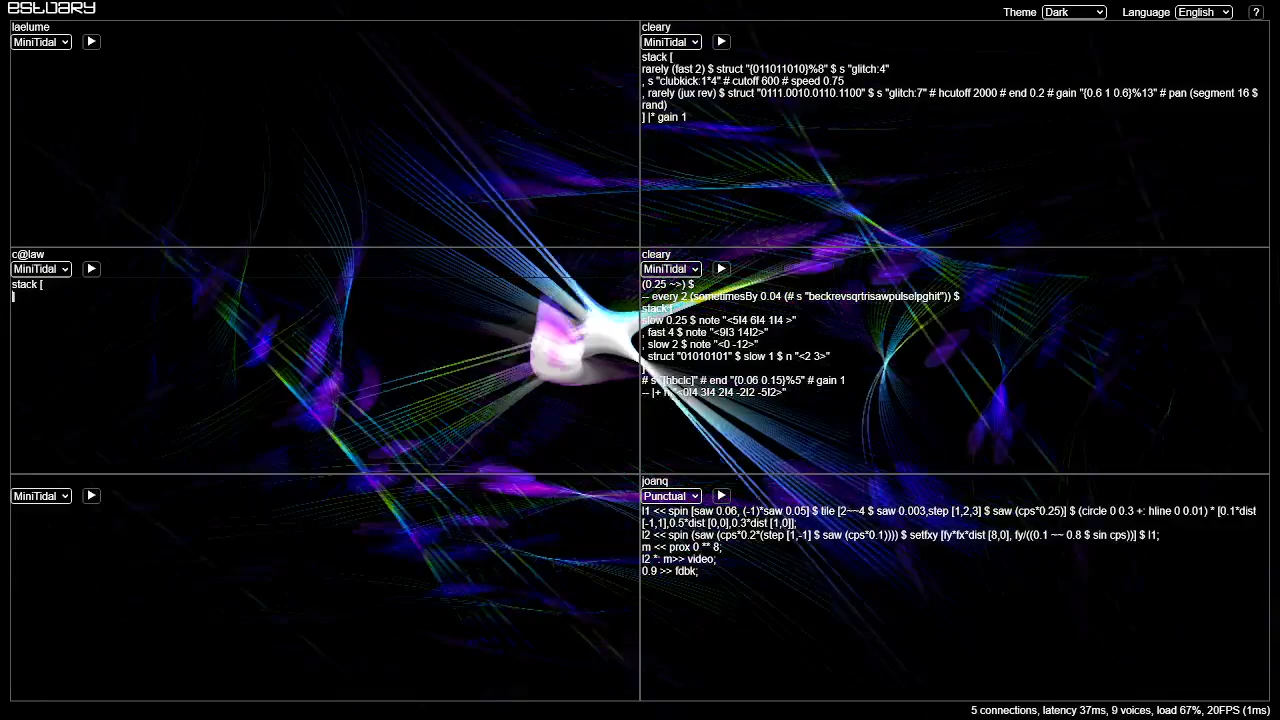 estuary
Theme Dark Language English ?
laelume
MiniTidal
cleary
MiniTidal
stack [
rarely (fast 2) $ struct "{011011010}%8" $ s "glitch:4"
, s "clubkick:1*4" # cutoff 600 # speed 0.75
, rarely (jux rev) $ struct "0111.0010.0110.1100" $ s "glitch:7" # hcutoff 2000 # end 0.2 # gain "{0.6 1 0.6}%13" # pan (segment 16 $
rand)
] |* gain 1
c@law
MiniTidal
stack [
]
cleary
MiniTidal
(0.25 ~>) $
-- every 2 (sometimesBy 0.04 (# s "beckrevsqrtrisawpulselpghit")) $
stack [
slow 0.25 $ note "<5!4 6!4 1!4 >"
, fast 4 $ note "<9!3 14!2>"
, slow 2 $ note "<0 -12>"
, struct "01010101" $ slow 1 $ n "<2 3>"
]
# end "{0.06 0.15}%5" # gain 1
"<0!4 3!4 2!4 -2!2 -5!2>"
MiniTidal
joanq
Punctual
l1 << spin [saw 0.06, (-1)*saw 0.05] $ tile [2~~4 $ saw 0.003,step [1,2,3] $ saw (cps*0.25)] $ (circle 0 0.3 +: hline 0 0.01) * [0.1*dist
[-1,1],0.5*dist [0,0],0.3*dist [1,0]];
l2 << spin (saw (cps*0.2*(step [1,-1] $ saw (cps*0.1)))) $ setfxy [fy*fx*dist [8,0], fy/((0.1 ~~ 0.8 $ sin cps))] $ l1;
m << prox 0 ** 8;
l2 *: m>> video;
0.9 >> fdbk;
5 connections, latency 37ms, 9 voices, load 67%, 20FPS (1ms)